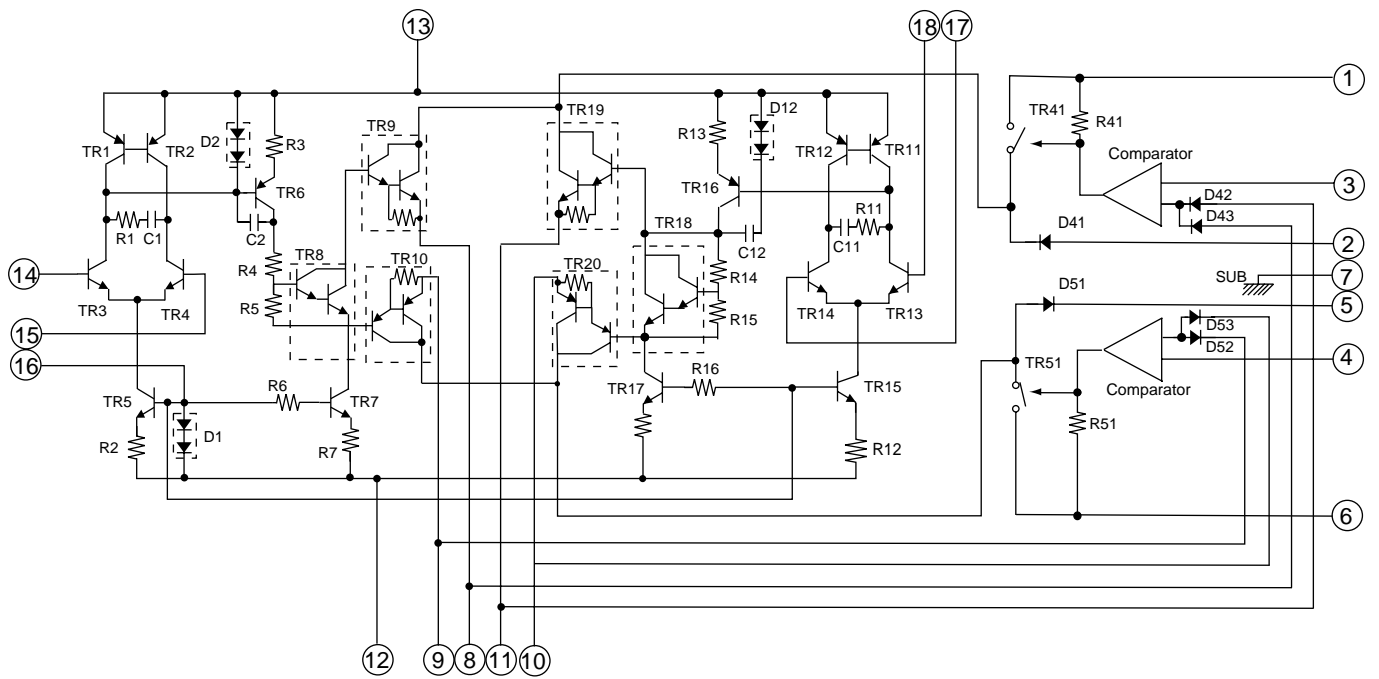 13
18 17
1
TR19
D12
TR41
R41
TR9
R13
D2
R3
TR1
TR2
TR12
TR11
Comparator
TR6
TR16
3
D42
D43
R1 C1
TR18
R11
C2
C12
C11
D41
2
R4
TR8
TR10
TR20
R14
14
SUB
7
D51
R5
R15
5
TR3
TR4
TR14
TR13
D53
D52
15
16
TR51
4
TR5
R6
TR7
TR17
R16
TR15
Comparator
R2
D1
R7
R12
R51
6
12 9 8 11 10